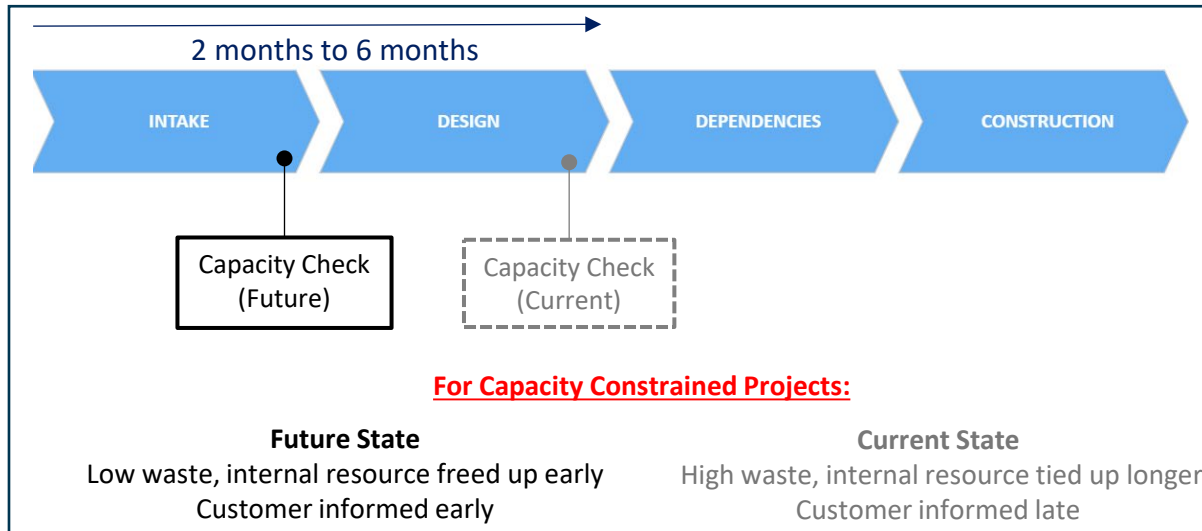 2 months to 6 months
INTAKE
DESIGN
DEPENDENCIES
CONSTRUCTION
Capacity Check
(Future)
Capacity Check
(Current)
For Capacity Constrained Projects:
Future State
Low waste, internal resource freed up early
Customer informed early
Current State
High waste, internal resource tied up longer
Customer informed late